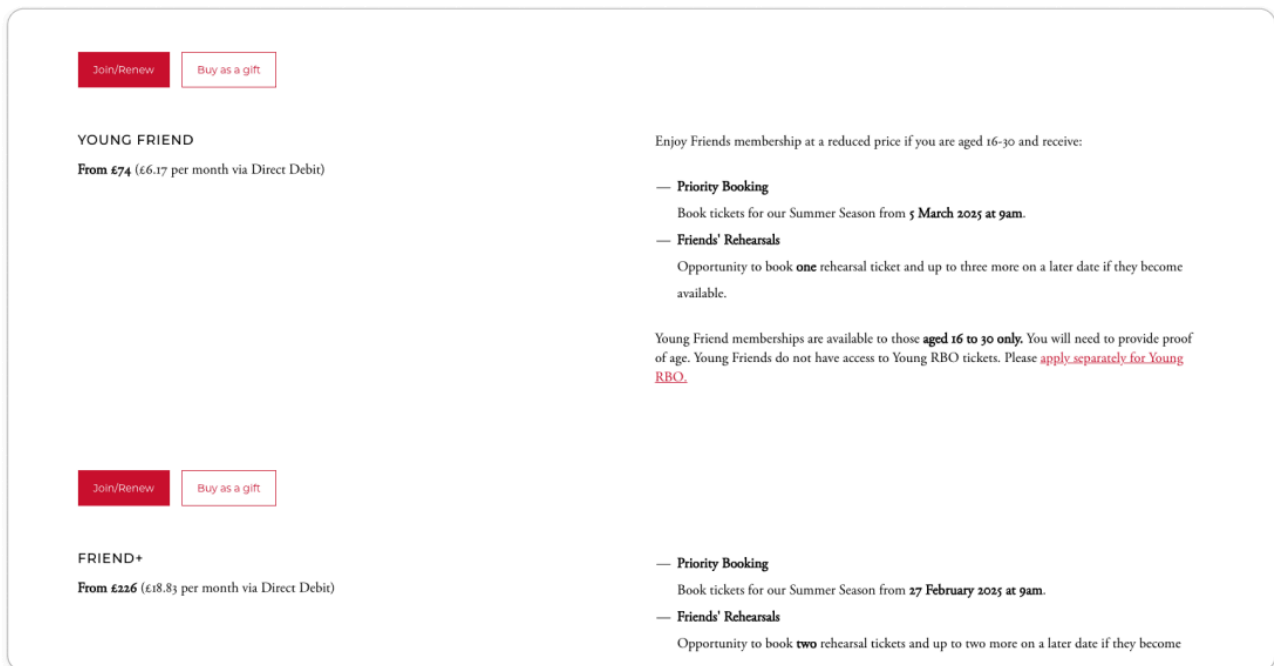 Join/Renew
Buy as a gift
YOUNG FRIEND
From £74 (£6.17 per month via Direct Debit)
Enjoy Friends membership at a reduced price if you are aged 16-30 and receive:
— Priority Booking
Book tickets for our Summer Season from 5 March 2025 at 9am.
— Friends' Rehearsals
Opportunity to book one rehearsal ticket and up to three more on a later date if they become
available.
Young Friend memberships are available to those aged 16 to 30 only. You will need to provide proof
of age. Young Friends do not have access to Young RBO tickets. Please apply separately for Young
RBO.
Join/Renew
Buy as a gift
FRIEND+
From £226 (£18.83 per month via Direct Debit)
— Priority Booking
Book tickets for our Summer Season from 27 February 2025 at 9am.
— Friends' Rehearsals
Opportunity to book two rehearsal tickets and up to two more on a later date if they become